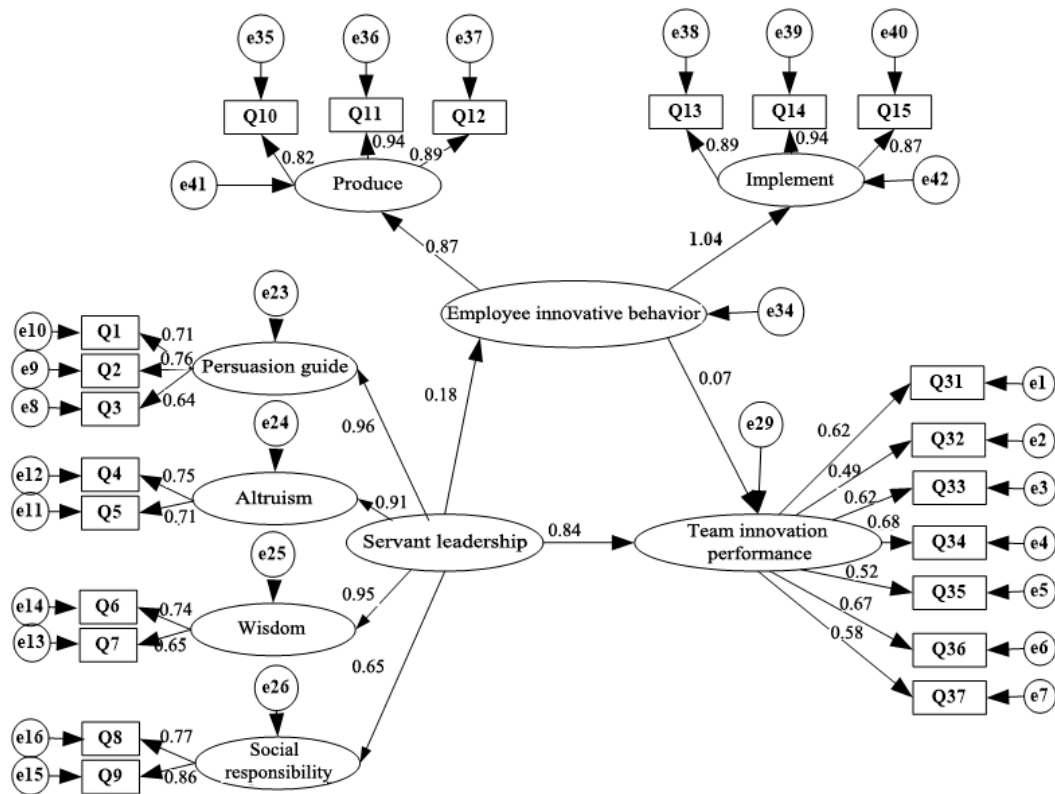 e35 e36 e37 e38 e39 e40
Q10 Q11 Q12 Q13 Q14 Q15
0.82 0.94 0.89 0.89 0.94 0.87
e41 Produce Implement e42
0.87 1.04
e23 Employee innovative behavior e34
e10 Q1 0.71
e9 Q2 0.76 Persuasion guide
e8 Q3 0.64
0.18 0.07
0.96
e24 e29
e12 Q4 0.75
e11 Q5 0.71 Altruism 0.91
Servant leadership 0.84
Team innovation
performance
0.62 Q31 e1
0.49 Q32 e2
0.62 Q33 e3
0.68 Q34 e4
0.52 Q35 e5
0.67 Q36 e6
0.58 Q37 e7
e25
e14 Q6 0.74
e13 Q7 0.65 Wisdom 0.95
0.65
e26
e16 Q8 0.77
e15 Q9 0.86
Social
responsibility